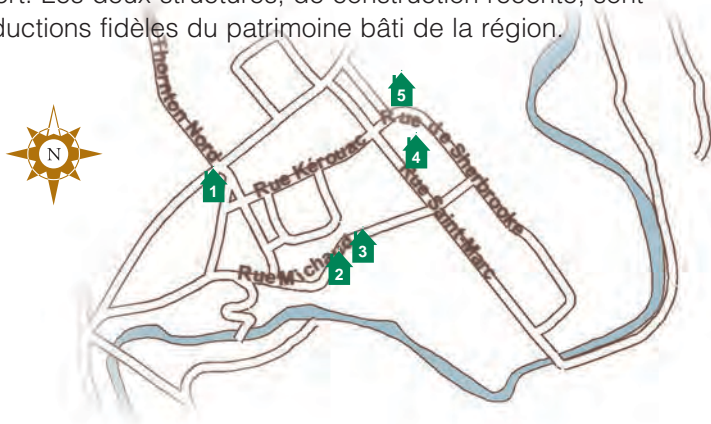 ort. Les deux structures, de construction récente, sont
ductions fidèles du patrimoine bâti de la région.
Thornton Nord
5
Rue de Sherbrooke
4
N
Rue Kérouac
1
Rue Saint-Marc
3
Rue Michaud
2